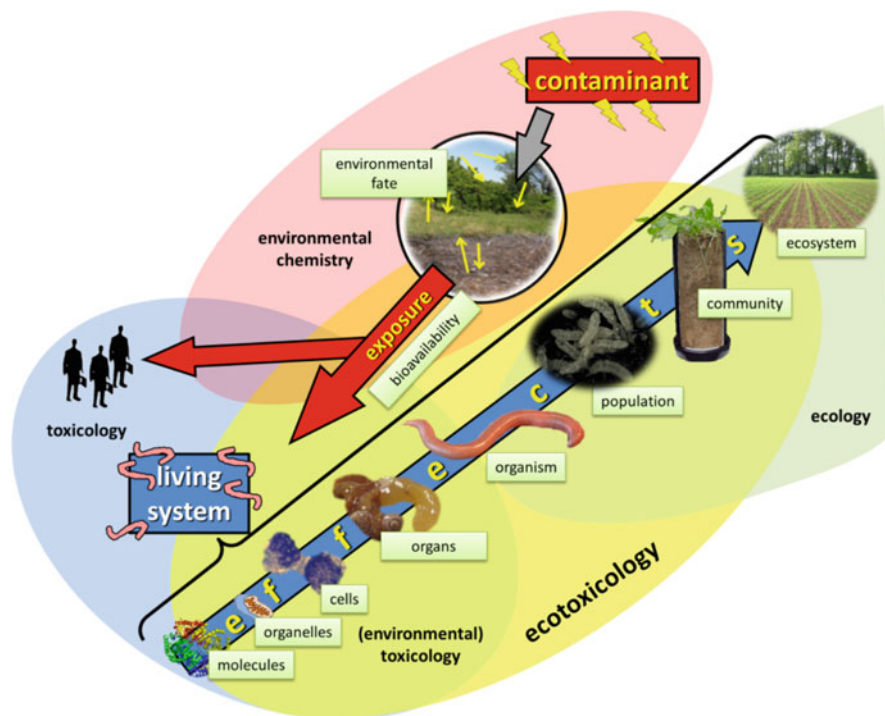 contaminant
environmental
fate
environmental
chemistry
exposure
bioavailability
toxicology
living
system
ecosystem
community
population
ecology
organism
organs
cells
organelles
molecules
effects
(environmental)
toxicology
ecotoxicology